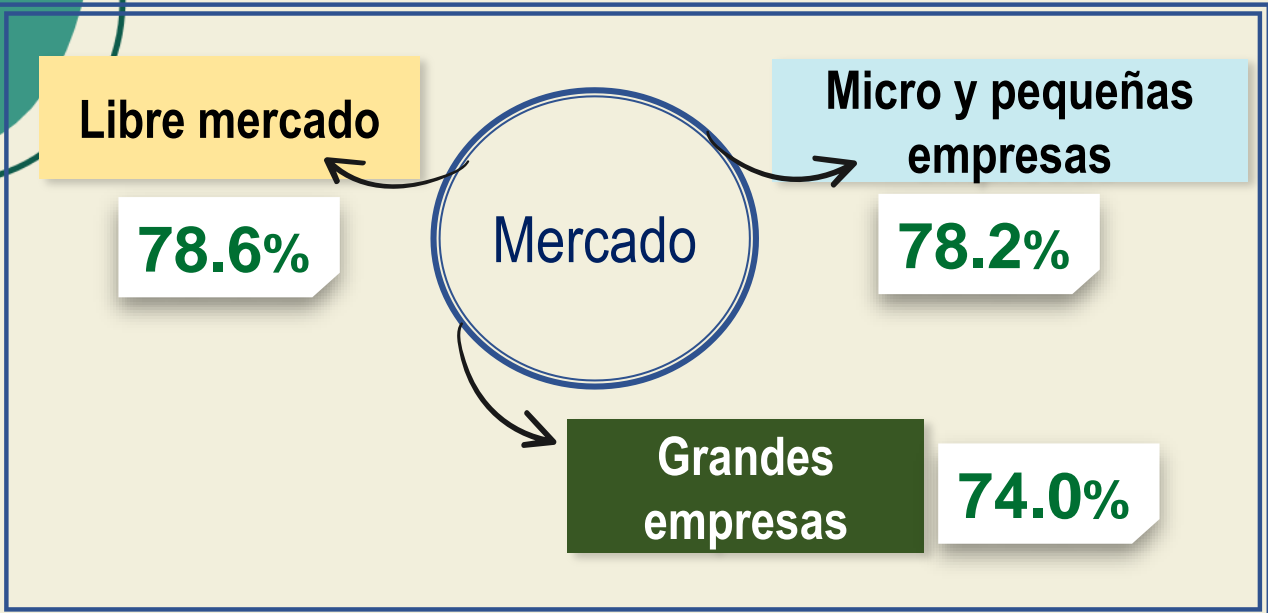 Libre mercado
78.6%
Mercado
Micro y pequeñas
empresas
78.2%
Grandes
empresas
74.0%